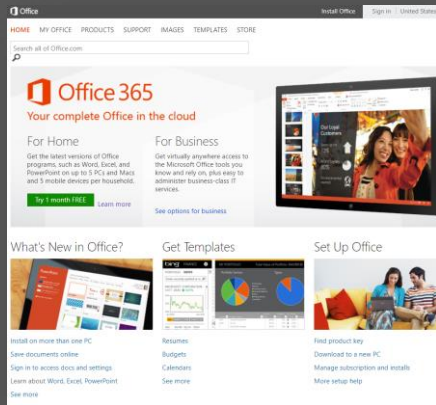 Office
Install Office
Sign in
United States
HOME MY OFFICE PRODUCTS SUPPORT IMAGES TEMPLATES STORE
Search all of Office.com
Office 365
Your complete Office in the cloud
For Home
Get the latest versions of Office
programs, such as Word, Excel, and
PowerPoint on up to 5 PCs and Macs
and 5 mobile devices per household.
Try 1 month FREE
Learn more
For Business
Get virtually anywhere access to
the Microsoft Office tools you
know and rely on, plus easy to
administer business-class IT
services.
See options for business
Our Loyal
Customers
What's New in Office?
Install on more than one PC
Save documents online
Sign in to access docs and settings
Learn about Word, Excel, PowerPoint
See more
Get Templates
bing
FINANCE
Resumes
Budgets
Calendars
See more
Set Up Office
Find product key
Download to a new PC
Manage subscription and installs
More setup help